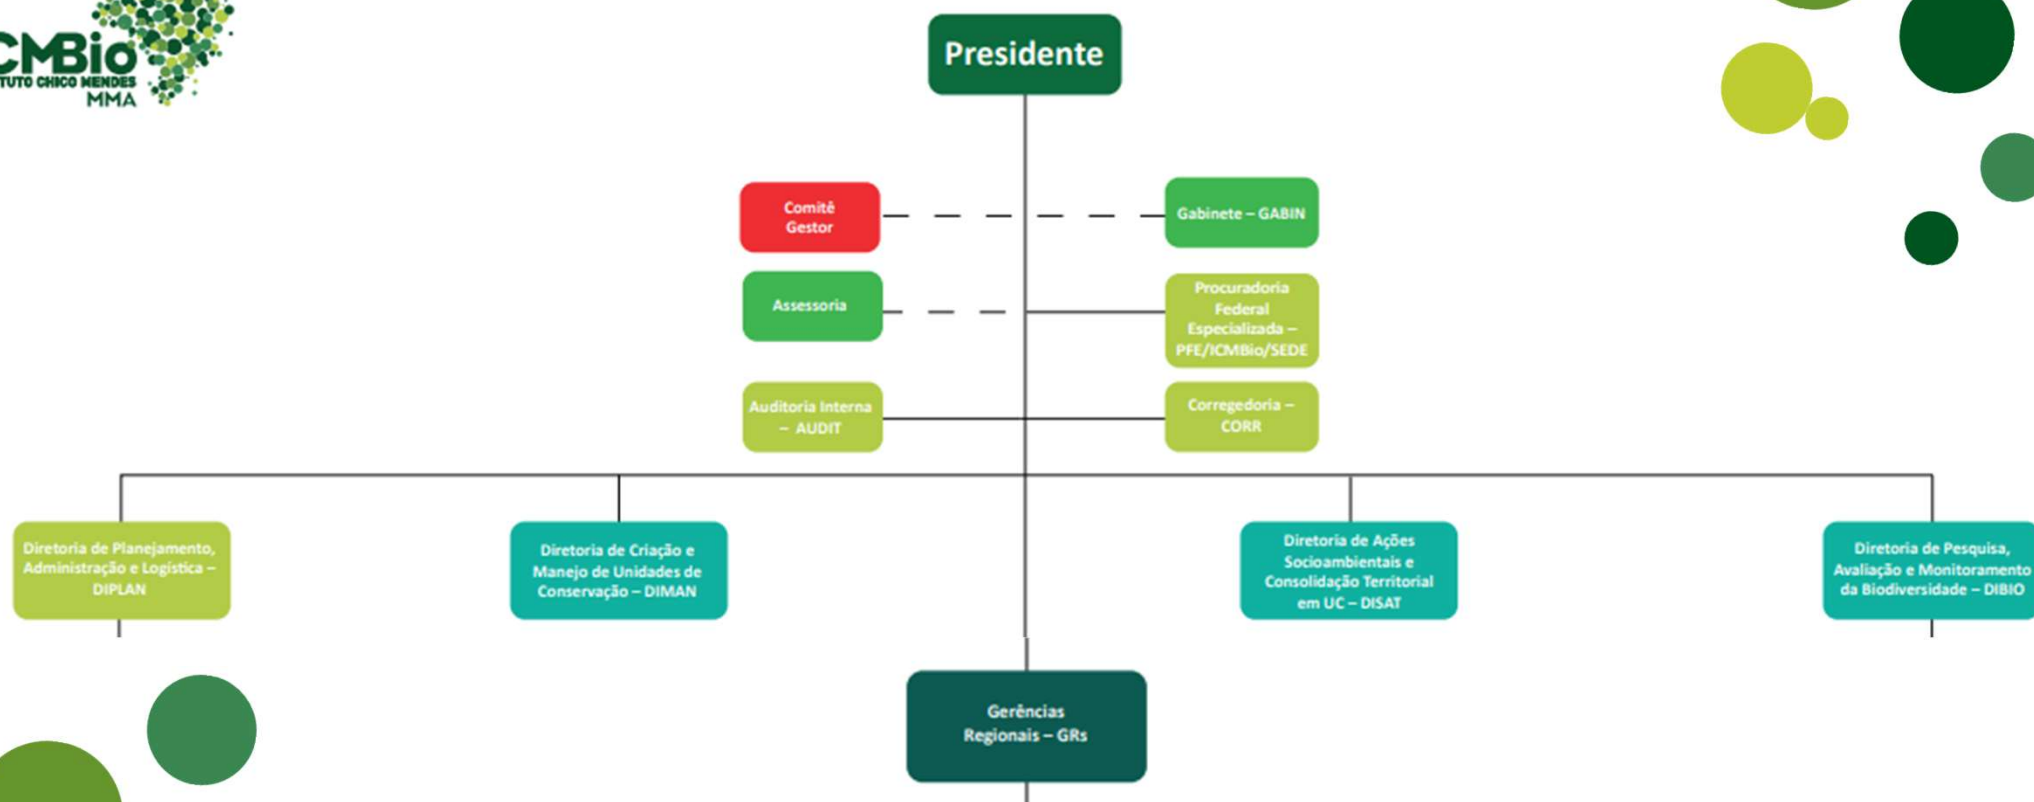 CMBio
TUTO CHICO MENDES
MMA
Presidente
Comitê
Gestor
Gabinete – GABIN
Assessoria
Procuradoria
Federal
Especializada –
PFE/ICMBio/SEDE
Auditoria Interna
– AUDIT
Corregedoria –
CORR
Diretoria de Planejamento,
Administração e Logística –
DIPLAN
Diretoria de Criação e
Manejo de Unidades de
Conservação – DIMAN
Diretoria de Ações
Socioambientais e
Consolidação Territorial
em UC – DISAT
Diretoria de Pesquisa,
Avaliação e Monitoramento
da Biodiversidade – DIBIO
Gerências
Regionais – GRs